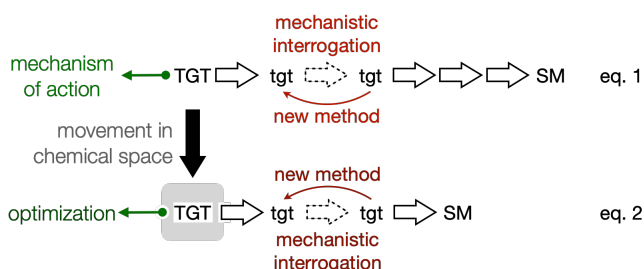 mechanistic
interrogation
mechanism
of action
TGT tgt tgt SM eq. 1
new method
movement in
chemical space
new method
optimization TGT tgt tgt SM eq. 2
mechanistic
interrogation